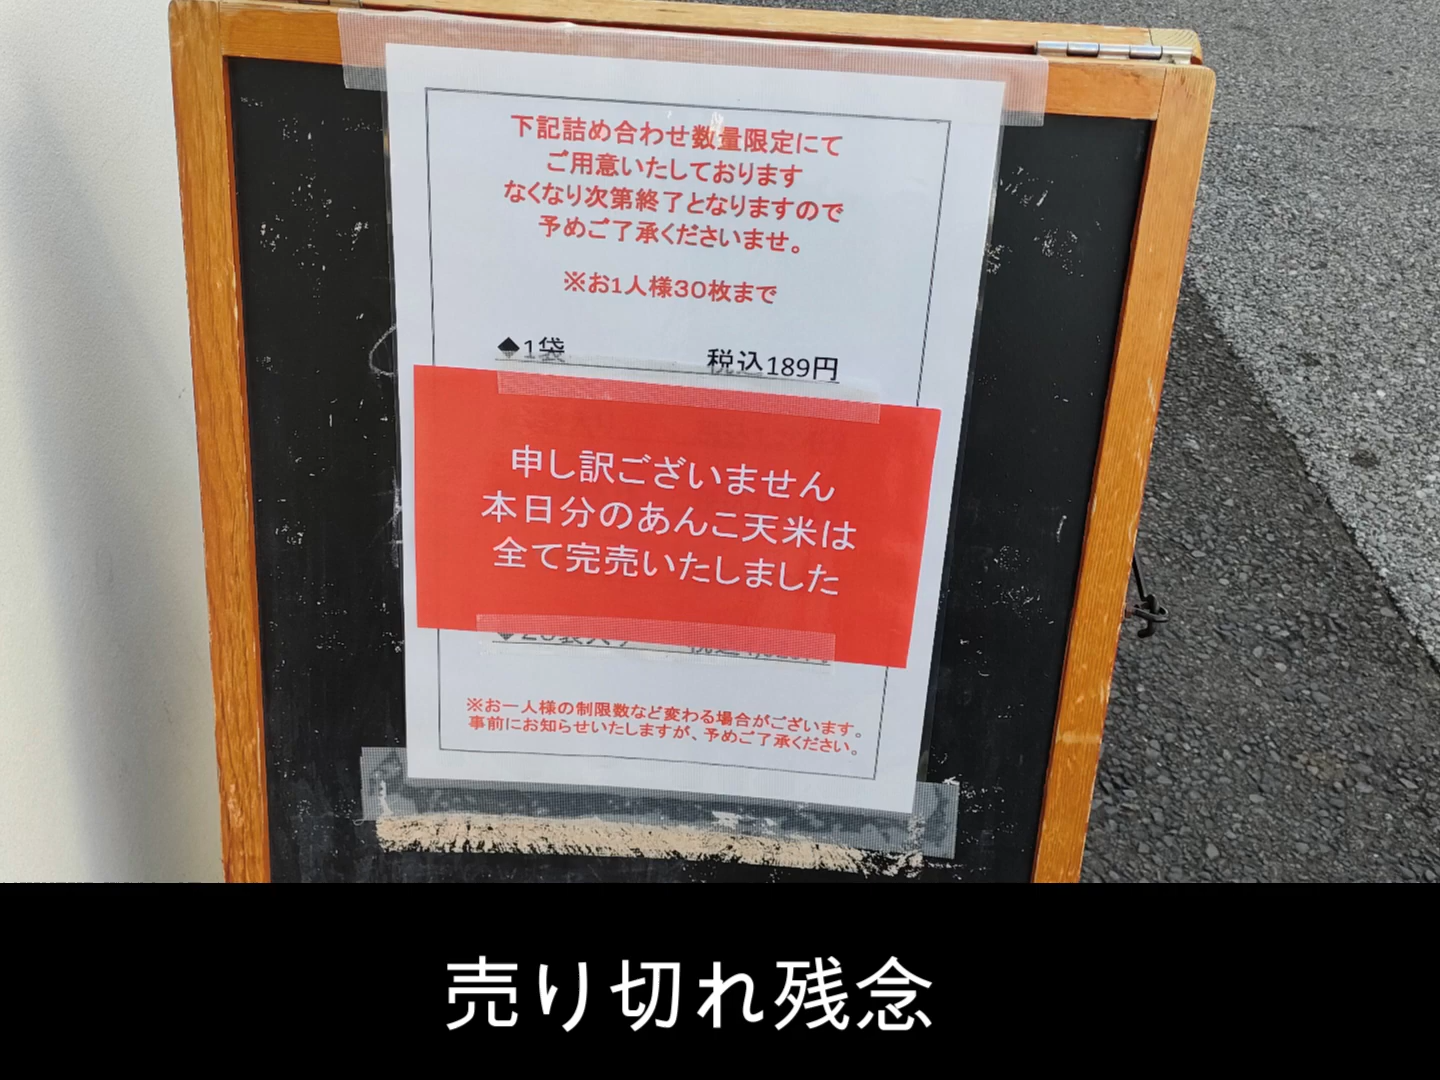 下記詰め合わせ数量限定にて
ご用意いたしております
なくなり次第終了となりますので
予めご了承くださいませ。
※お1人様30枚まで
◆1袋 税込189円
申し訳ございません
本日分のあんこ天米は
全て完売いたしました
※お一人様の制限数など変わる場合がございます。
事前にお知らせいたしますが、予めご了承ください。
売り切れ残念